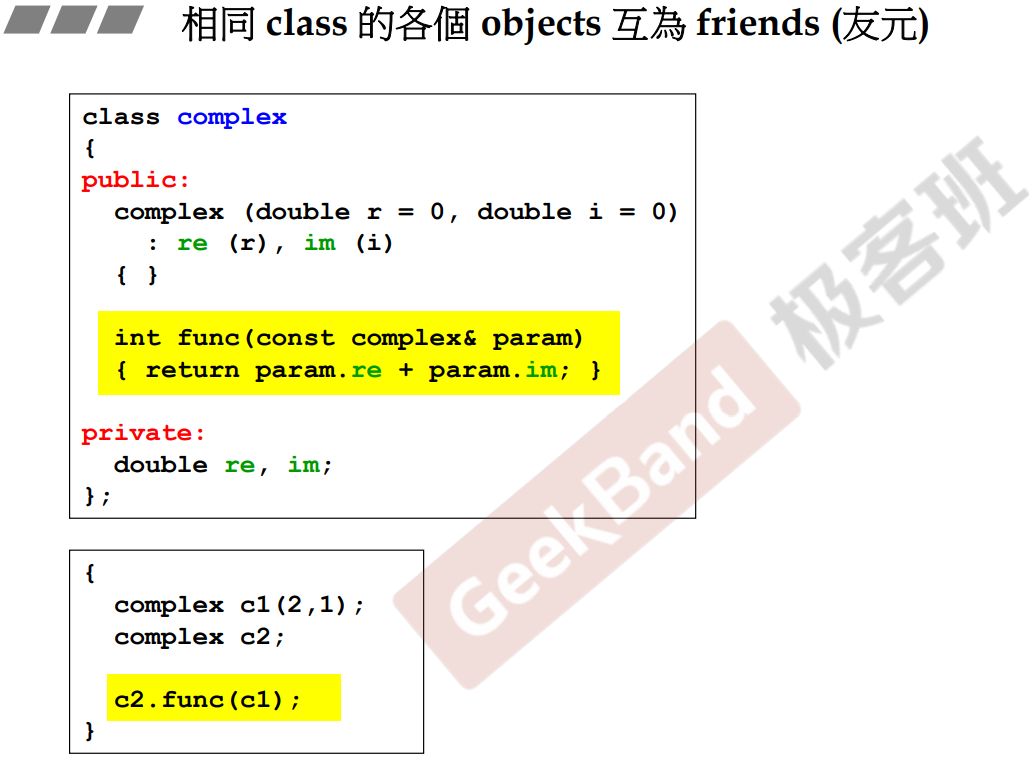 相同 class 的各個 objects 互為 friends (友元)
class complex
{
public:
  complex (double r = 0, double i = 0)
    : re (r), im (i)
  { }
  int func(const complex& param)
  { return param.re + param.im; }
private:
  double re, im;
};
{
  complex c1(2,1);
  complex c2;
  c2.func(c1);
}
GeekBand 极客班